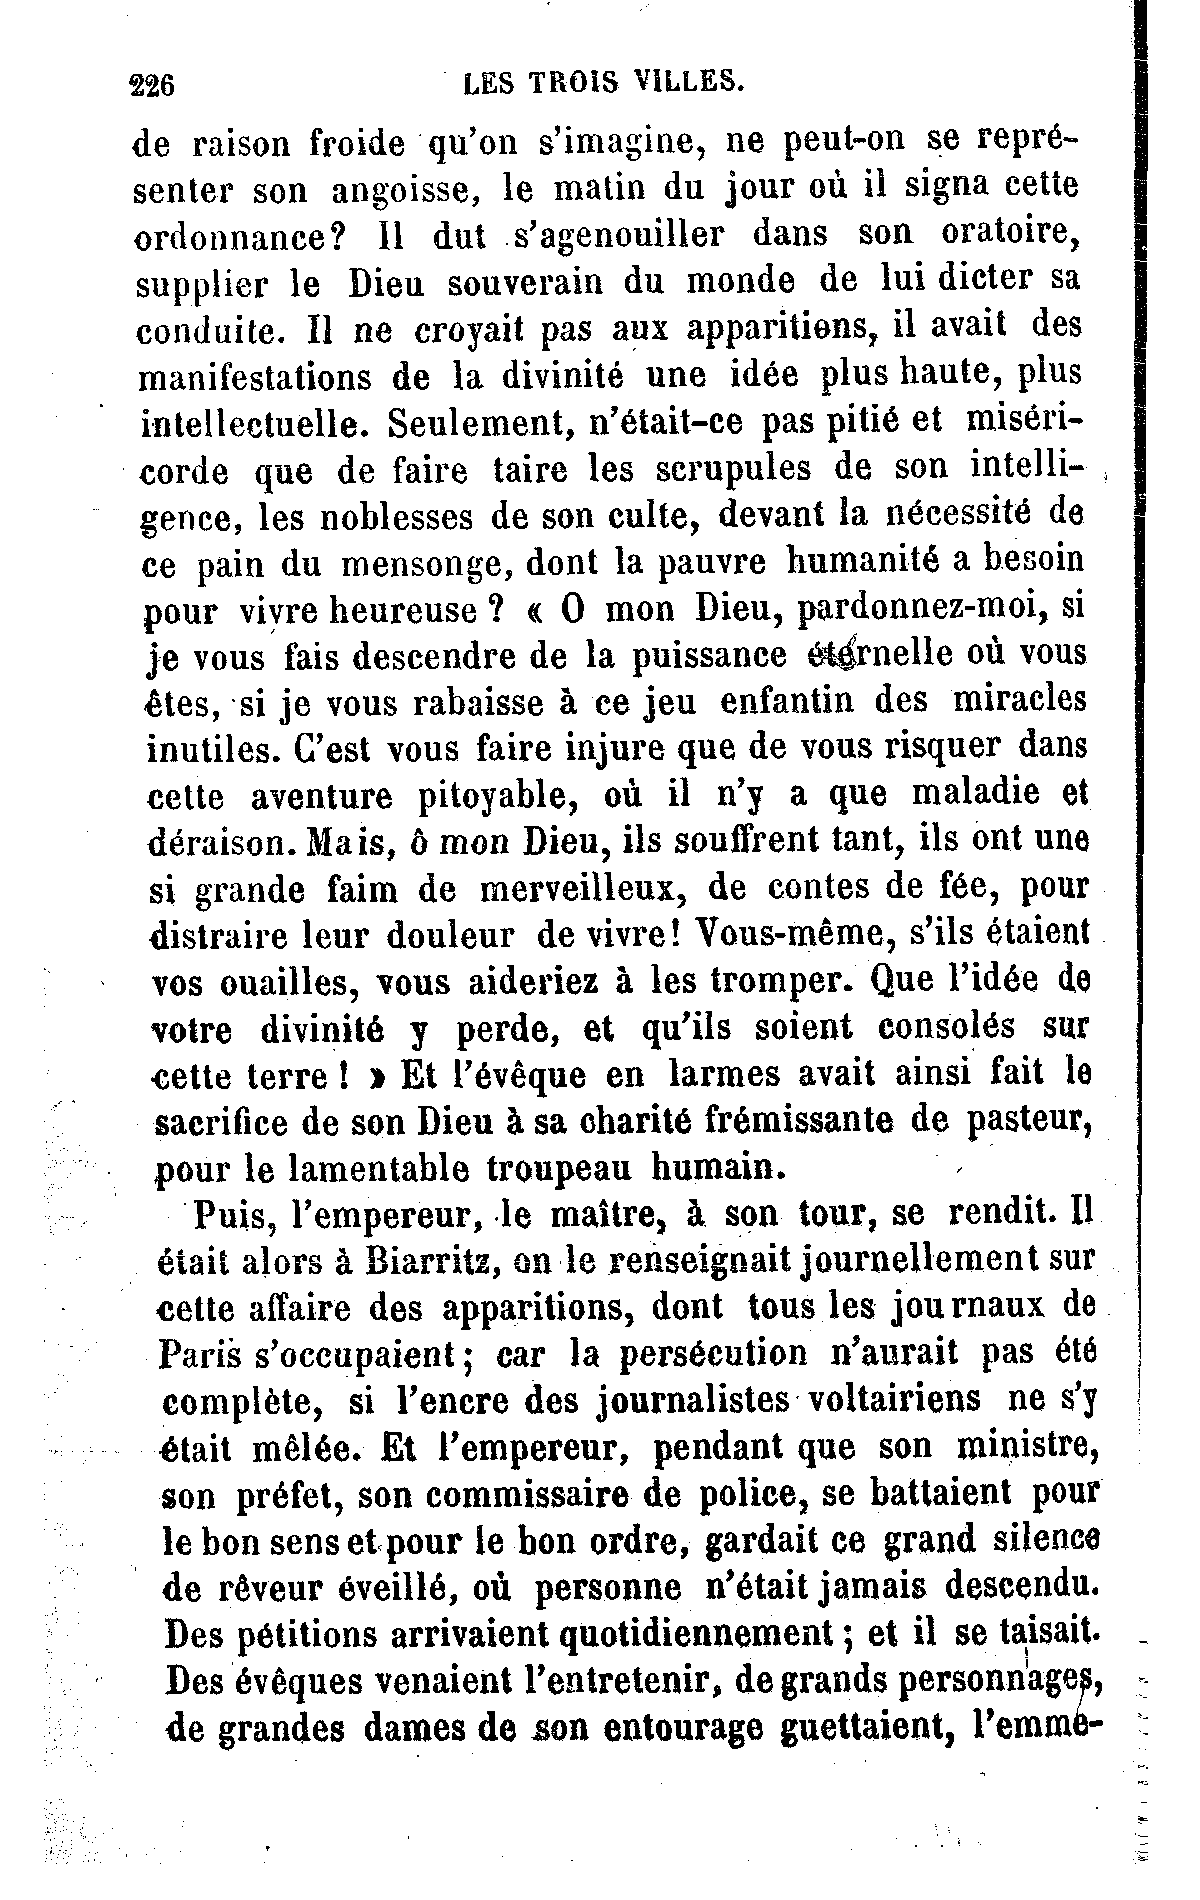 226 LES TROIS VILLES.
de raison froide qu'on s'imagine, ne peut-on se repré-
senter son angoisse, le matin du jour où il signa cette
ordonnance? Il dut s'agenouiller dans son oratoire,
supplier le Dieu souverain du monde de lui dicter sa
conduite. Il ne croyait pas aux apparitions, il avait des
manifestations de la divinité une idée plus haute, plus
intellectuelle. Seulement, n'était-ce pas pitié et miséri-
corde que de faire taire les scrupules de son intelli-
gence, les noblesses de son culte, devant la nécessité de
ce pain du mensonge, dont la pauvre humanité a besoin
pour vivre heureuse ? « O mon Dieu, pardonnez-moi, si
je vous fais descendre de la puissance éternelle où vous
êtes, si je vous rabaisse à ce jeu enfantin des miracles
inutiles. C'est vous faire injure que de vous risquer dans
cette aventure pitoyable, où il n'y a que maladie et
déraison. Mais, ô mon Dieu, ils souffrent tant, ils ont une
si grande faim de merveilleux, de contes de fée, pour
distraire leur douleur de vivre! Vous-même, s'ils étaient
vos ouailles, vous aideriez à les tromper. Que l'idée de
votre divinité y perde, et qu'ils soient consolés sur
cette terre ! » Et l'évêque en larmes avait ainsi fait le
sacrifice de son Dieu à sa charité frémissante de pasteur,
pour le lamentable troupeau humain.
Puis, l'empereur, le maître, à son tour, se rendit. Il
était alors à Biarritz, on le renseignait journellement sur
cette affaire des apparitions, dont tous les journaux de
Paris s'occupaient; car la persécution n'aurait pas été
complète, si l'encre des journalistes voltairiens ne s'y
était mêlée. Et l'empereur, pendant que son ministre,
son préfet, son commissaire de police, se battaient pour
le bon sens et pour le bon ordre, gardait ce grand silence
de rêveur éveillé, où personne n'était jamais descendu.
Des pétitions arrivaient quotidiennement ; et il se taisait.
Des évêques venaient l'entretenir, de grands personnages,
de grandes dames de son entourage guettaient, l'emme-